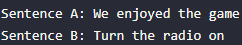 Sentence A: We enjoyed the game
Sentence B: Turn the radio on